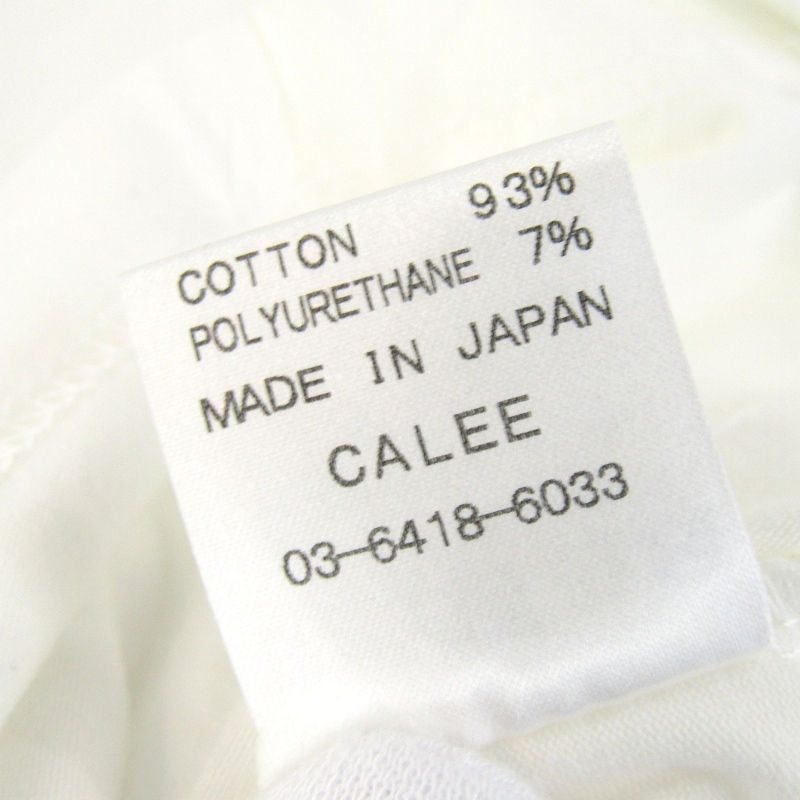 COTTON 93%
POLYURETHANE 7%
MADE IN JAPAN
CALEE
03-6418-6033